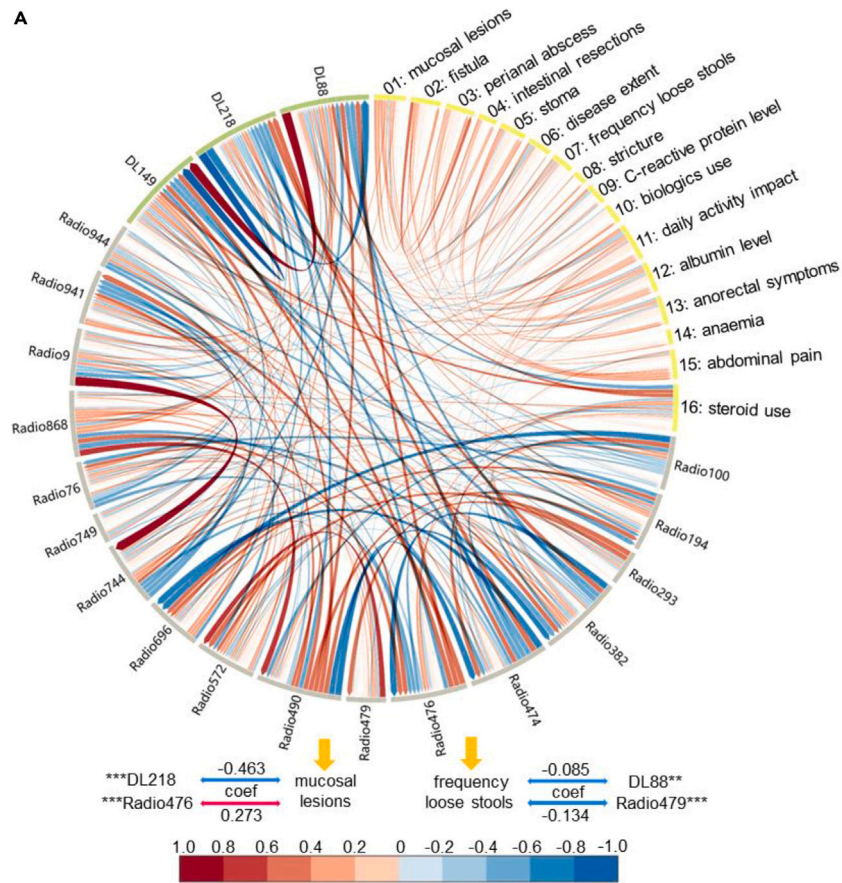 A
01: mucosal lesions
02: fistula
03: perianal abscess
04: intestinal resections
05: stoma
06: disease extent
07: frequency loose stools
08: stricture
09: C-reactive protein level
10: biologics use
11: daily activity impact
12: albumin level
13: anorectal symptoms
14: anaemia
15: abdominal pain
16: steroid use
Radio100
Radio194
Radio293
Radio382
Radio474
Radio476
Radio479
Radio490
Radio572
Radio696
Radio744
Radio749
Radio76
Radio868
Radio9
Radio941
Radio944
DL149
DL218
DL88
***DL218
-0.463
coef
***Radio476
0.273
mucosal
lesions
frequency
loose stools
-0.085
coef
-0.134
DL88**
Radio479***
1.0 0.8 0.6 0.4 0.2 0 -0.2 -0.4 -0.6 -0.8 -1.0